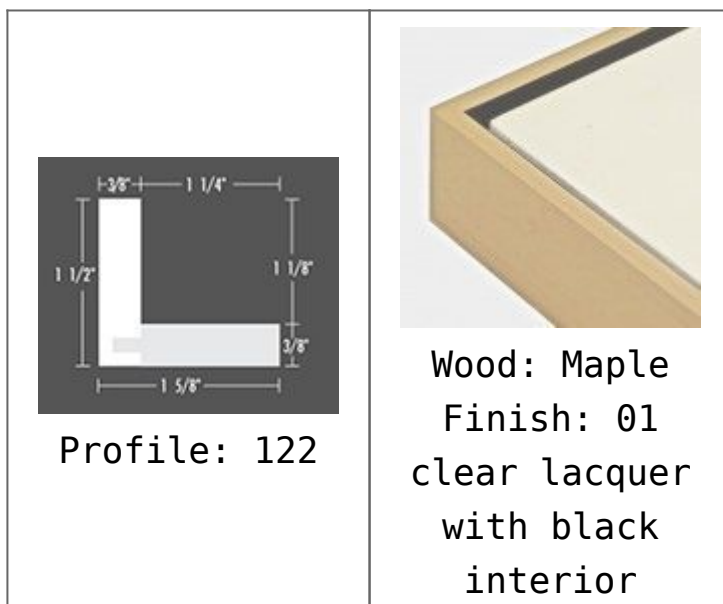 3/8" 1 1/4"
1 1/2" 1 1/8"
3/8"
1 5/8"
Profile: 122
Wood: Maple
Finish: 01
clear lacquer
with black
interior